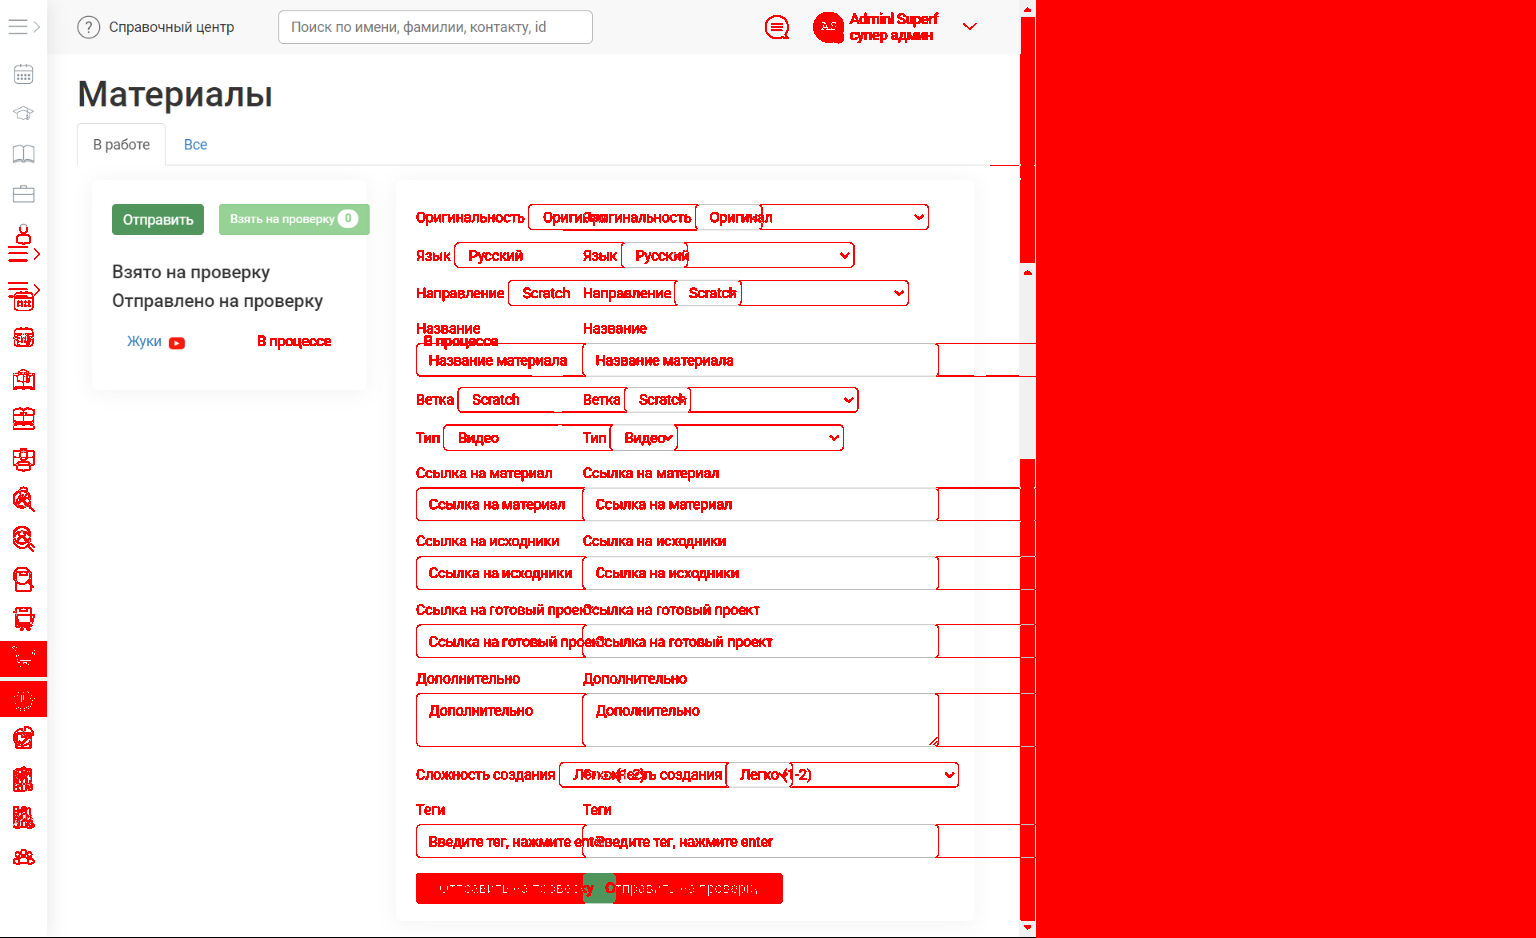 Справочный центр
Поиск по имени, фамилии, контакту, id
AS
Admini Superf
супер админ
Материалы
В работе
Все
Отправить
Взять на проверку 0
Взято на проверку
Отправлено на проверку
Жуки
В процессе
Оригинальность
Оригинальность
Оригинал
Язык
Русский
Язык
Русский
Направление
Scratch
Направление
Scratch
Название
Название
В процессе
Название материала
Название материала
Ветка
Scratch
Ветка
Scratch
Тип
Видео
Тип
Видео
Ссылка на материал
Ссылка на материал
Ссылка на материал
Ссылка на материал
Ссылка на исходники
Ссылка на исходники
Ссылка на исходники
Ссылка на исходники
Ссылка на готовый проект
Ссылка на готовый проект
Ссылка на готовый проект
Ссылка на готовый проект
Дополнительно
Дополнительно
Дополнительно
Дополнительно
Сложность создания
Сложность создания
Легко (1-2)
Теги
Теги
Введите тег, нажмите enter
Введите тег, нажмите enter
Отправить на проверку
Отправить на проверку